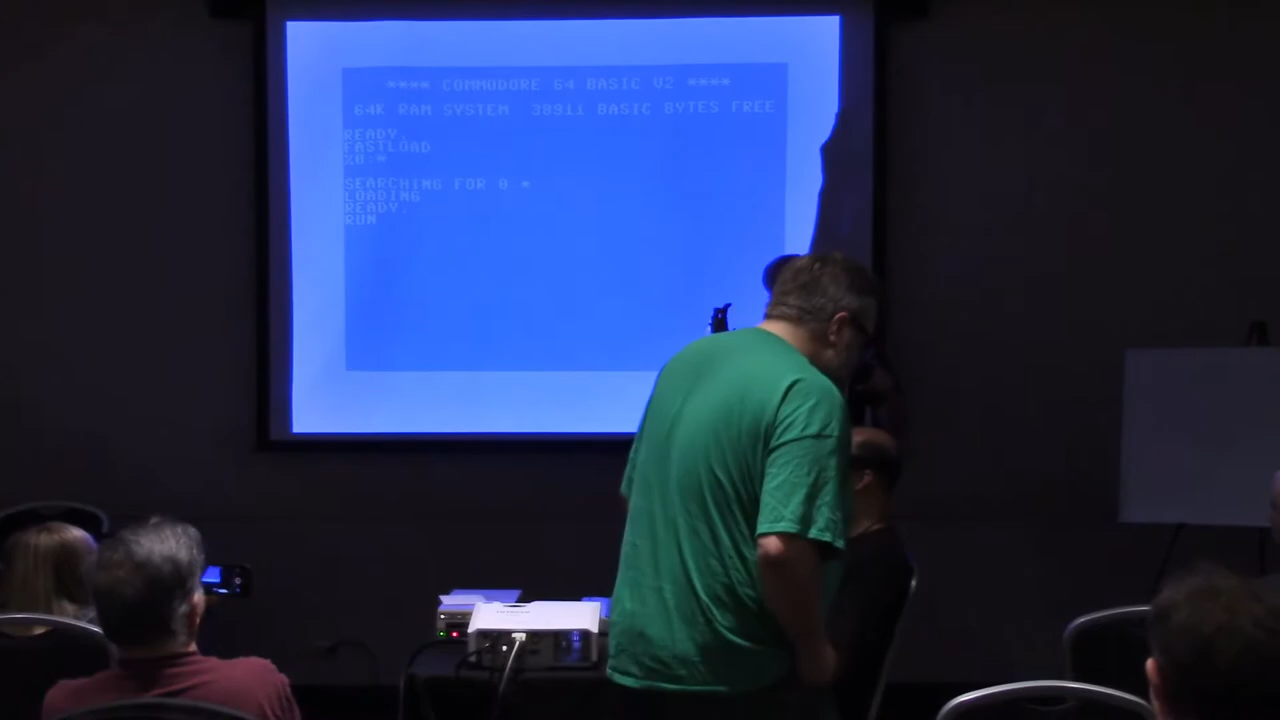 **** COMMODORE 64 BASIC V2 ****
64K RAM SYSTEM 38911 BASIC BYTES FREE
READY.
FASTLOAD
%0:*
SEARCHING FOR 0 *
LOADING
READY.
RUN